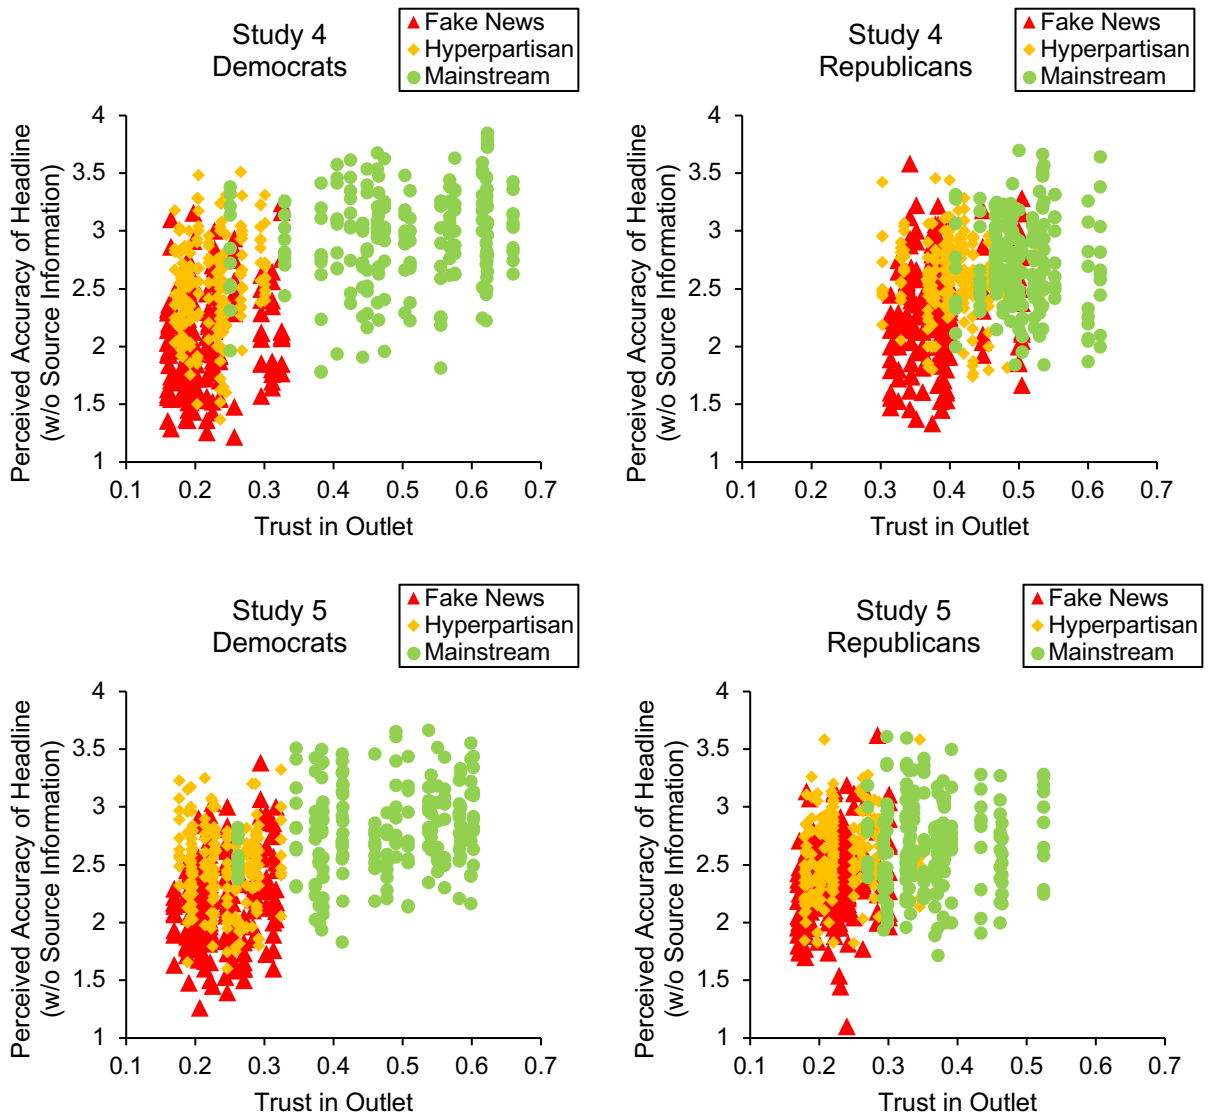 Study 4
Democrats
Fake News
Hyperpartisan
Mainstream
Perceived Accuracy of Headline
(w/o Source Information)
4
3.5
3
2.5
2
1.5
1
0.1 0.2 0.3 0.4 0.5 0.6 0.7
Trust in Outlet
Study 4
Republicans
Fake News
Hyperpartisan
Mainstream
Perceived Accuracy of Headline
(w/o Source Information)
4
3.5
3
2.5
2
1.5
1
0.1 0.2 0.3 0.4 0.5 0.6 0.7
Trust in Outlet
Study 5
Democrats
Fake News
Hyperpartisan
Mainstream
Perceived Accuracy of Headline
(w/o Source Information)
4
3.5
3
2.5
2
1.5
1
0.1 0.2 0.3 0.4 0.5 0.6 0.7
Trust in Outlet
Study 5
Republicans
Fake News
Hyperpartisan
Mainstream
Perceived Accuracy of Headline
(w/o Source Information)
4
3.5
3
2.5
2
1.5
1
0.1 0.2 0.3 0.4 0.5 0.6 0.7
Trust in Outlet